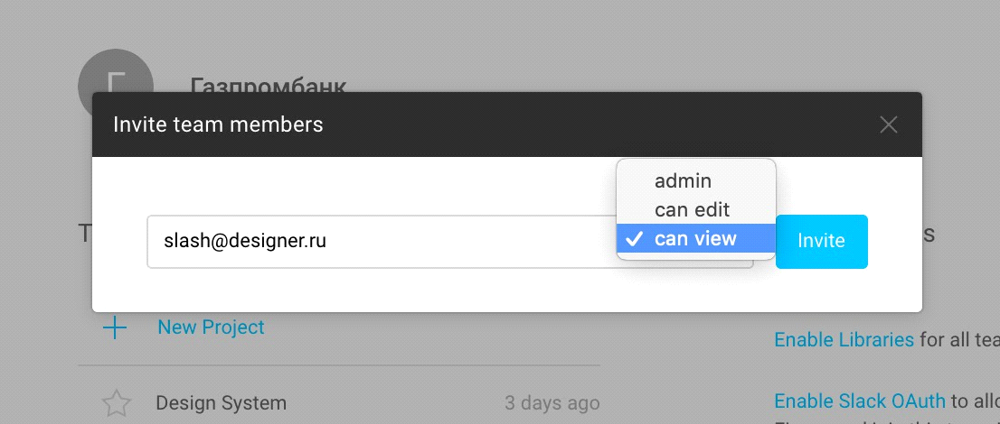 Газпромбанк
Invite team members
admin
can edit
slash@designer.ru
can view
Invite
New Project
Enable Libraries for all tea
Design System
3 days ago
Enable Slack OAuth to allo